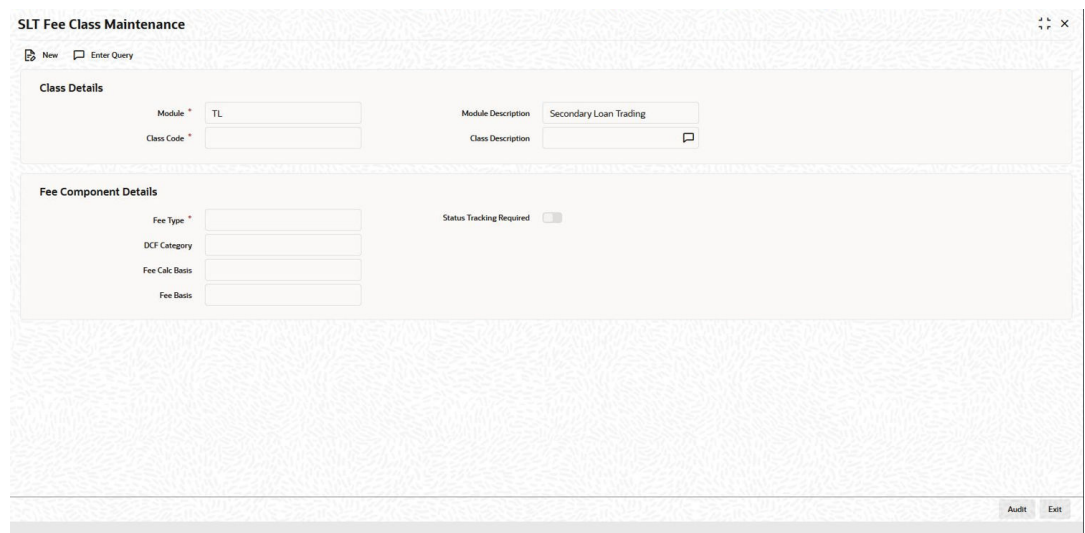 SLT Fee Class Maintenance
New Enter Query
Class Details
Module * TL Module Description Secondary Loan Trading
Class Code * Class Description
Fee Component Details
Fee Type * Status Tracking Required
DCF Category
Fee Calc Basis
Fee Basis
Audit Exit